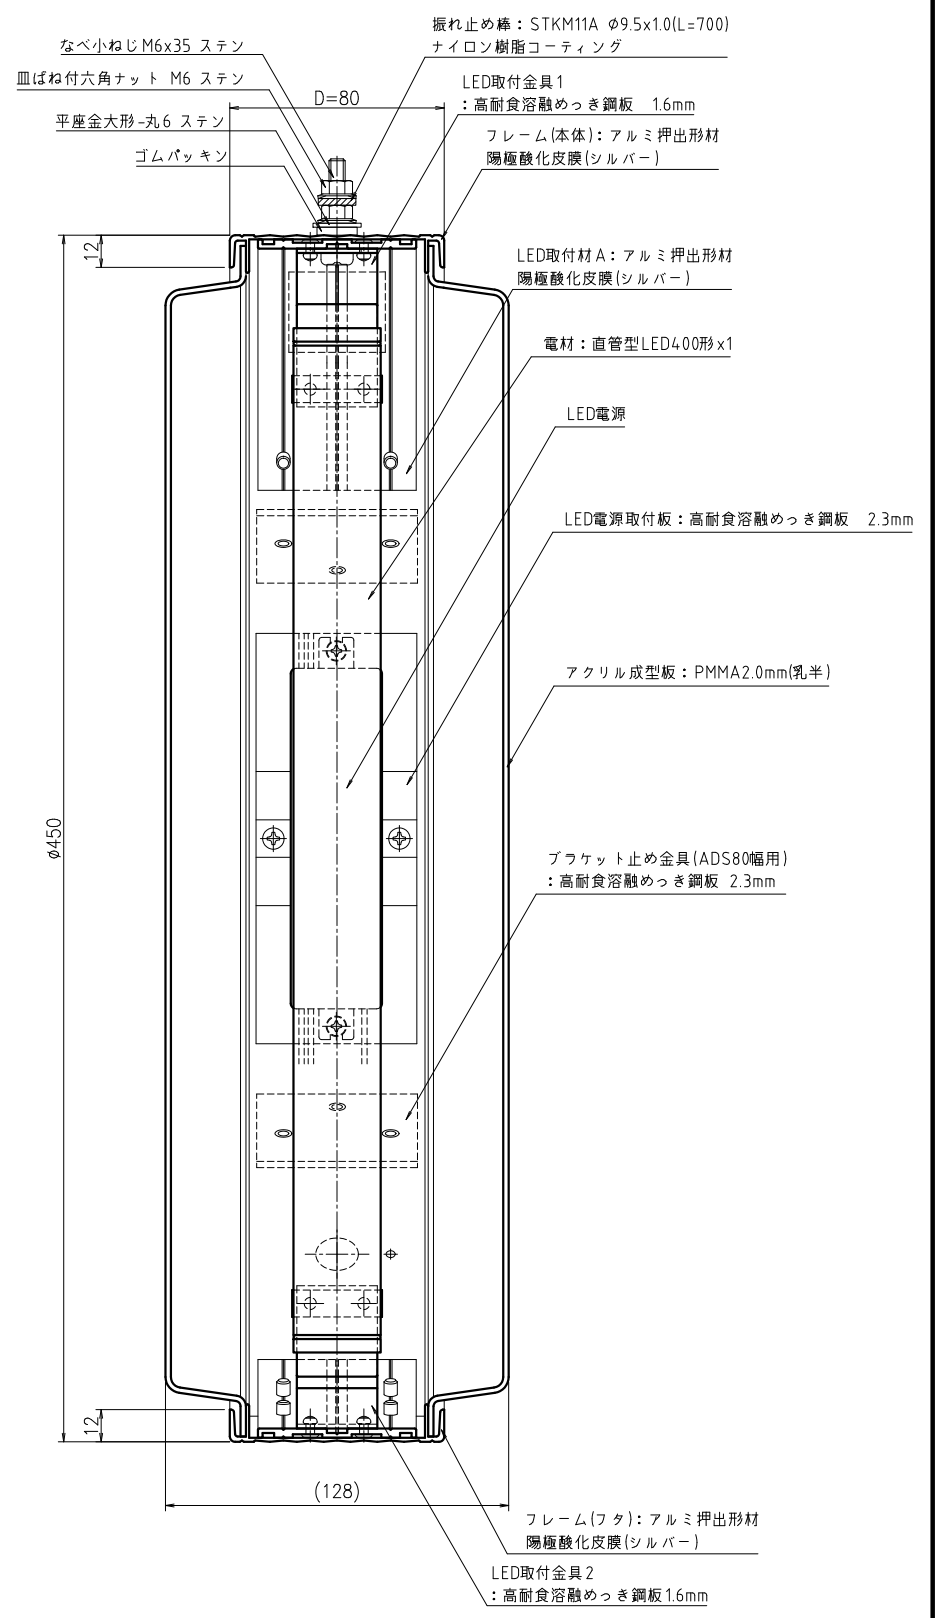 振れ止め棒：STKM11A φ9.5x1.0(L=700)
ナイロン樹脂コーティング
なべ小ねじM6x35 ステン
皿ばね付六角ナット M6 ステン
LED取付金具1
：高耐食溶融めっき鋼板 1.6mm
D=80
平座金大形-丸6 ステン
フレーム(本体)：アルミ押出形材
陽極酸化皮膜(シルバー)
ゴムパッキン
12
LED取付材A：アルミ押出形材
陽極酸化皮膜(シルバー)
電材：直管型LED400形x1
LED電源
LED電源取付板：高耐食溶融めっき鋼板 2.3mm
アクリル成型板：PMMA2.0mm(乳半)
φ450
ブラケット止め金具(ADS80幅用)
：高耐食溶融めっき鋼板 2.3mm
12
(128)
フレーム(フタ)：アルミ押出形材
陽極酸化皮膜(シルバー)
LED取付金具2
：高耐食溶融めっき鋼板1.6mm